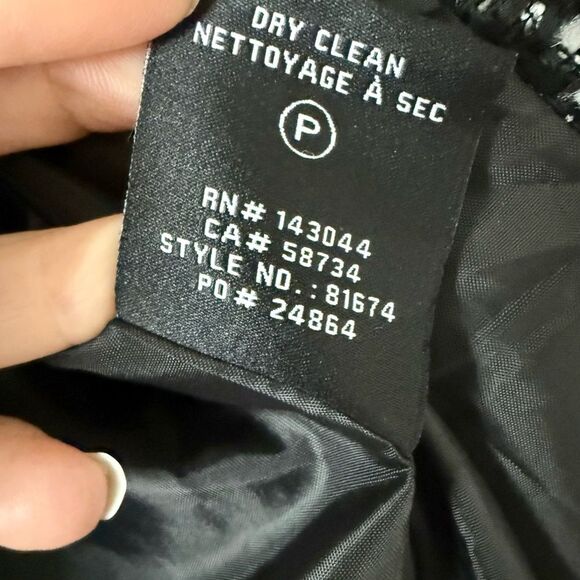 DRY CLEAN
NETTOYAGE À SEC
P
RN# 143044
CA# 58734
STYLE NO.: 81674
PO# 24864